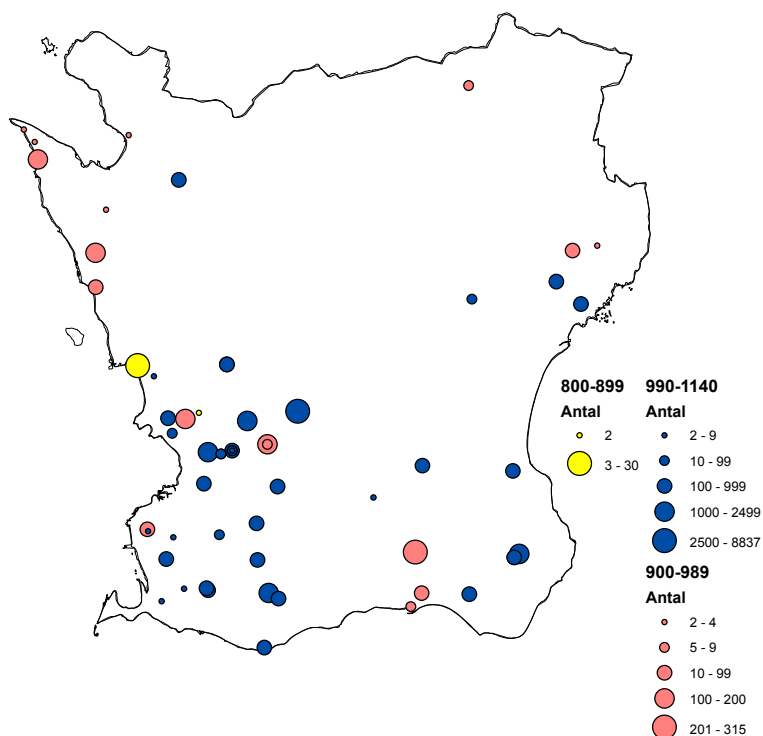 800-899
Antal
2
3 - 30
990-1140
Antal
2 - 9
10 - 99
100 - 999
1000 - 2499
2500 - 8837
900-989
Antal
2 - 4
5 - 9
10 - 99
100 - 200
201 - 315